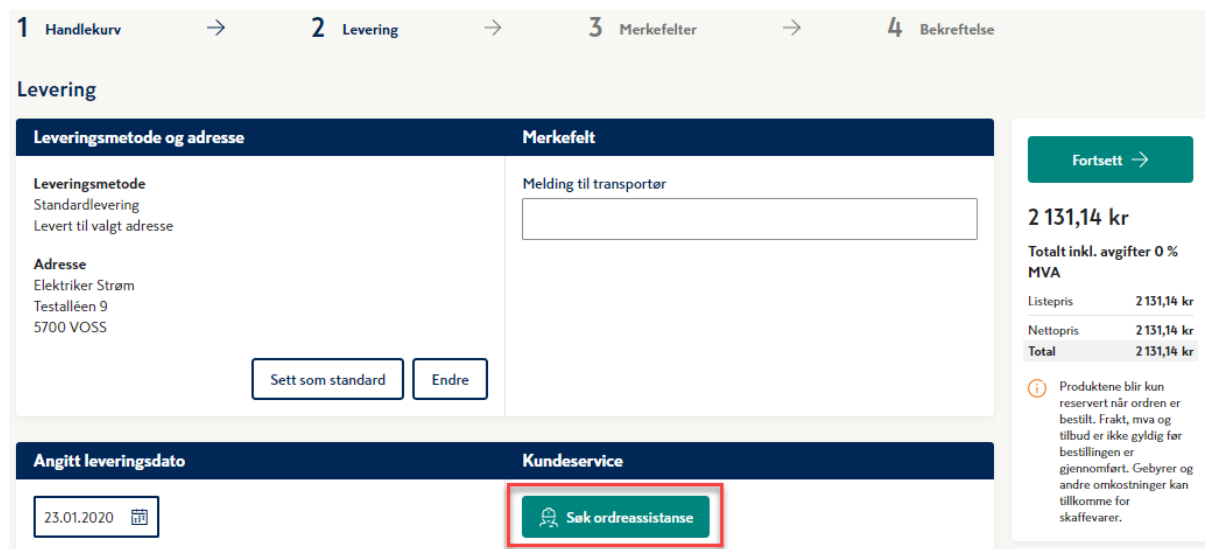 1 Handlekurv → 2 Levering → 3 Merkefelter → 4 Bekreftelse
Levering
Leveringsmetode og adresse
Leveringsmetode
Standardlevering
Levert til valgt adresse
Adresse
Elektriker Strøm
Testalléen 9
5700 VOSS
Sett som standard
Endre
Merkefelt
Melding til transportør
Angitt leveringsdato
23.01.2020
Kundeservice
Søk ordreassistanse
Fortsett →
2 131,14 kr
Totalt inkl. avgifter 0 %
MVA
Listepris 2 131,14 kr
Nettopris 2 131,14 kr
Total 2 131,14 kr
Produktene blir kun
reservert når ordren er
bestilt. Frakt, mva og
tilbud er ikke gyldig før
bestillingen er
gjennomført. Gebyrer og
andre omkostninger kan
tillkomme for
skaffevarer.